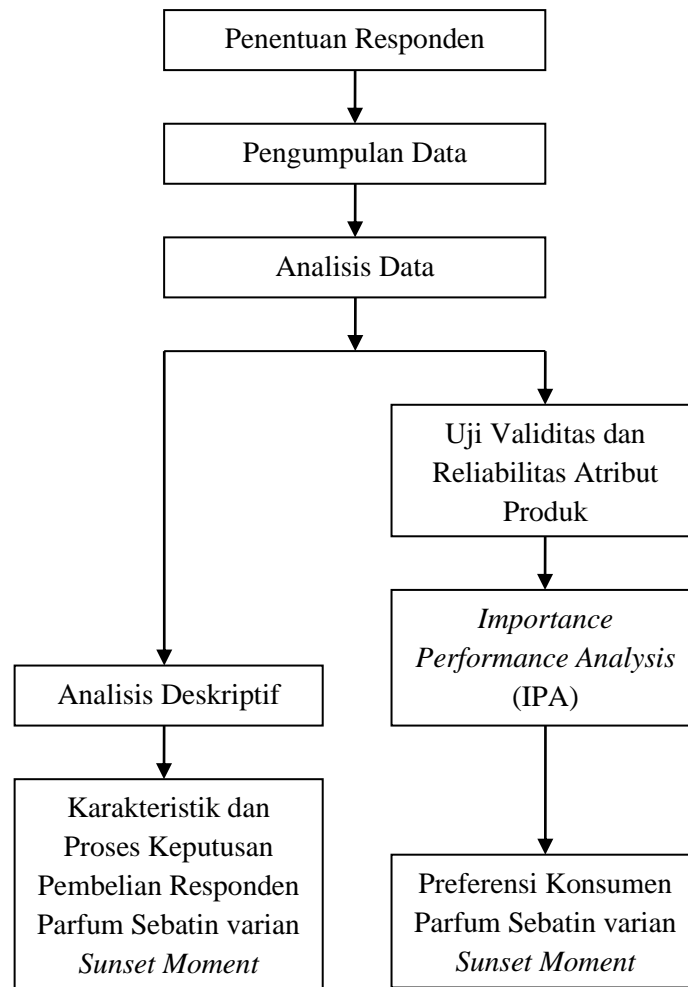 Penentuan Responden
Pengumpulan Data
Analisis Data
Uji Validitas dan
Reliabilitas Atribut
Produk
Importance
Performance Analysis
(IPA)
Analisis Deskriptif
Karakteristik dan
Proses Keputusan
Pembelian Responden
Parfum Sebatin varian
Sunset Moment
Preferensi Konsumen
Parfum Sebatin varian
Sunset Moment